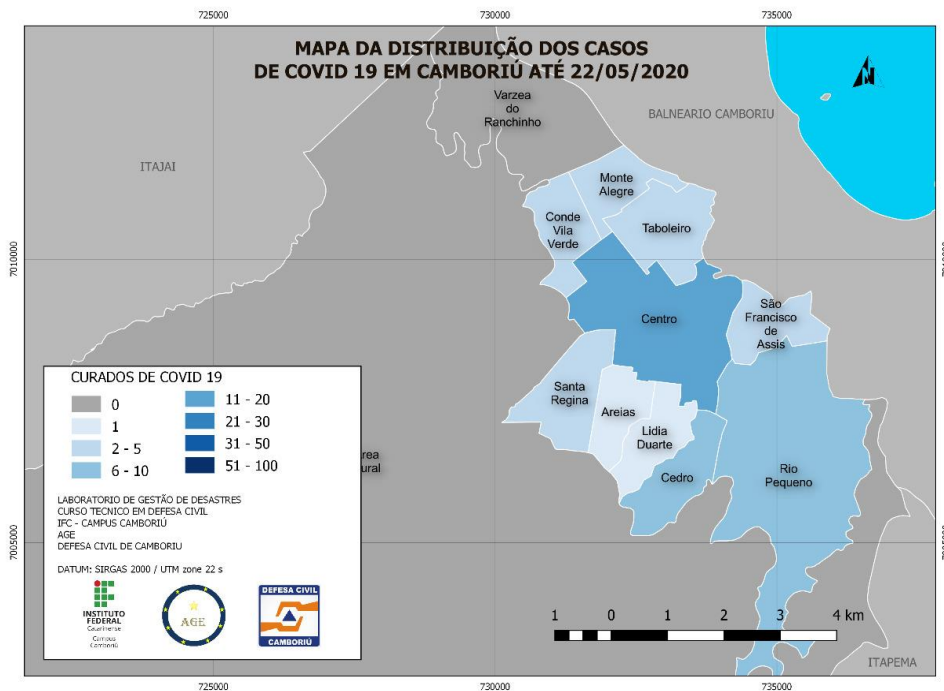 725000
730000
735000
MAPA DA DISTRIBUIÇÃO DOS CASOS
DE COVID 19 EM CAMBORIÚ ATÉ 22/05/2020
N
Varzea
do
Ranchinho
BALNEARIO CAMBORIU
ITAJAI
Monte
Alegre
Conde
Vila
Verde
Taboleiro
7010000
7010000
São
Francisco
de
Assis
Centro
Santa
Regina
Areias
Lidia
Duarte
Cedro
Rio
Pequeno
rea
ural
CURADOS DE COVID 19
0
1
2 - 5
6 - 10
11 - 20
21 - 30
31 - 50
51 - 100
LABORATORIO DE GESTÃO DE DESASTRES
CURSO TECNICO EM DEFESA CIVIL
IFC - CAMPUS CAMBORIÚ
AGE
DEFESA CIVIL DE CAMBORIU
DATUM: SIRGAS 2000 / UTM zone 22 s
INSTITUTO
FEDERAL
Catarinense
Campus
Camboriú
AGE
DEFESA CIVIL
CAMBORIÚ
7005000
7005000
1 0 1 2 3 4 km
ITAPEMA
725000
730000
735000